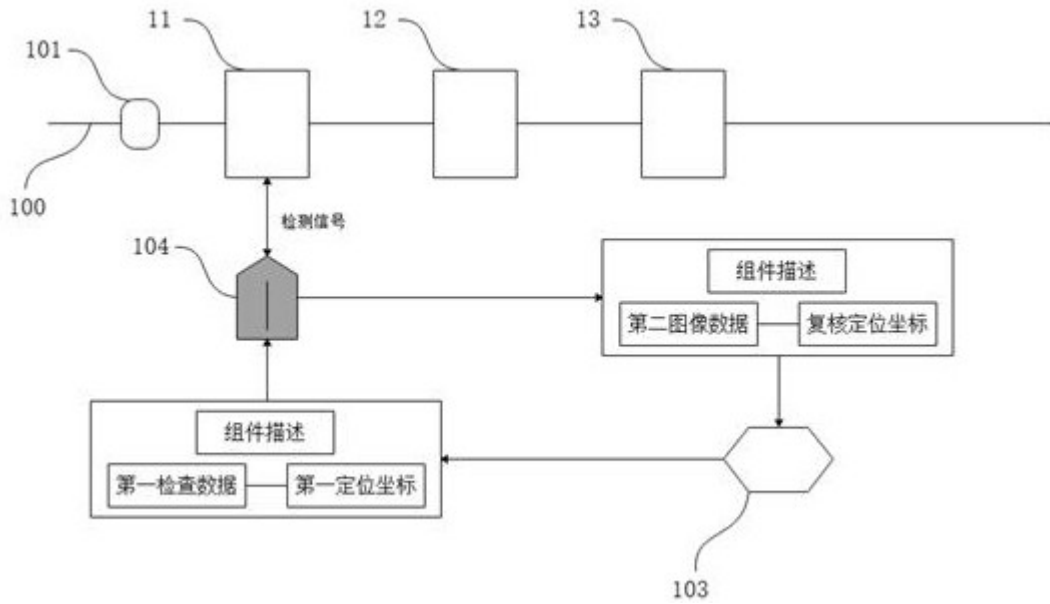 11
12
13
101
100
检测信号
104
组件描述
第二图像数据
复核定位坐标
组件描述
第一检查数据
第一定位坐标
103